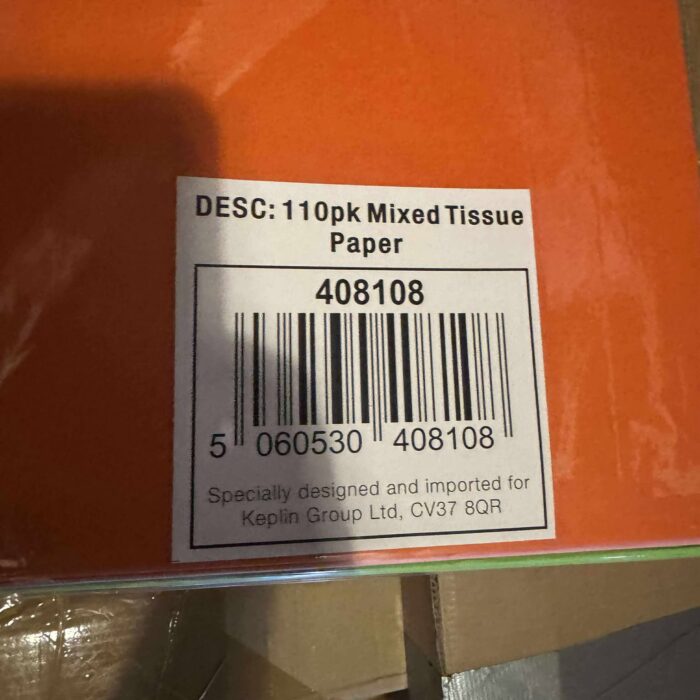 DESC: 110pk Mixed Tissue
Paper
408108
5 060530 408108
Specially designed and imported for
Keplin Group Ltd, CV37 8QR